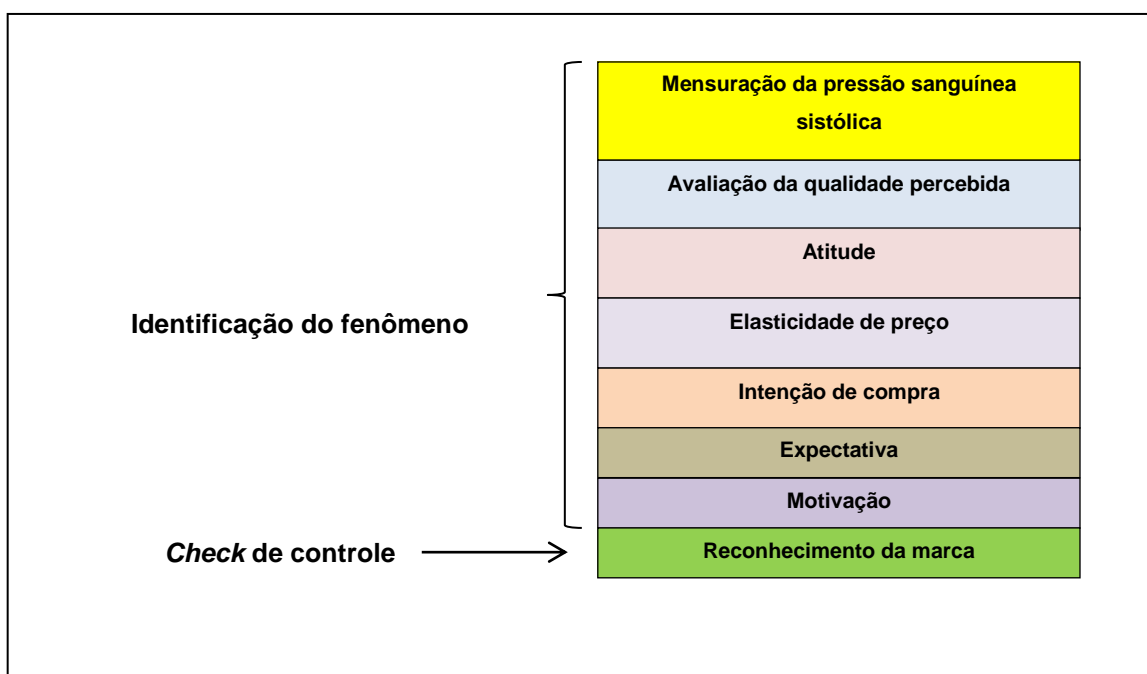 Mensuração da pressão sanguínea
sistólica
Avaliação da qualidade percebida
Atitude
Elasticidade de preço
Identificação do fenômeno
Intenção de compra
Expectativa
Motivação
Check de controle
Reconhecimento da marca